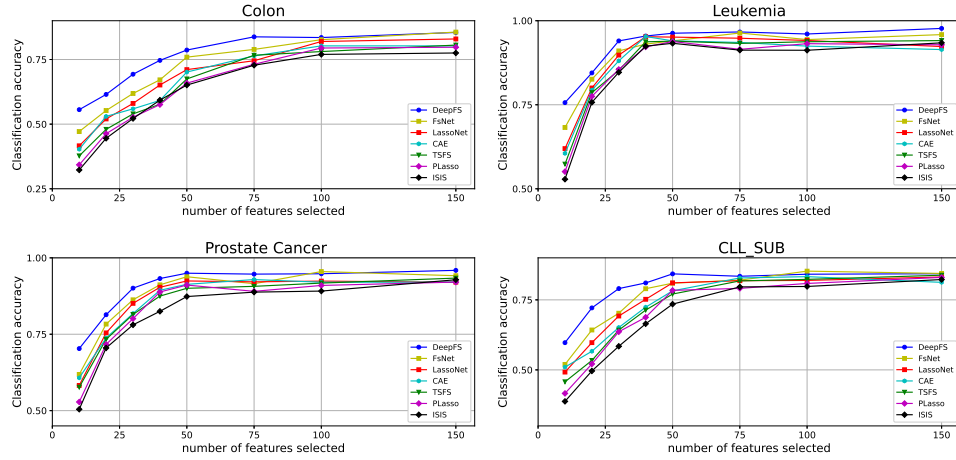 Colon
Classification accuracy
0.75
0.50
0.25
0 25 50 75 100 150
number of features selected
DeepFS
FsNet
LassoNet
CAE
TSFS
PLasso
ISIS
Leukemia
Classification accuracy
1.00
0.75
0.50
0 25 50 75 100 150
number of features selected
DeepFS
FsNet
LassoNet
CAE
TSFS
PLasso
ISIS
Prostate Cancer
Classification accuracy
1.00
0.75
0.50
0 25 50 75 100 150
number of features selected
DeepFS
FsNet
LassoNet
CAE
TSFS
PLasso
ISIS
CLL_SUB
Classification accuracy
0.75
0.50
0 25 50 75 100 150
number of features selected
DeepFS
FsNet
LassoNet
CAE
TSFS
PLasso
ISIS